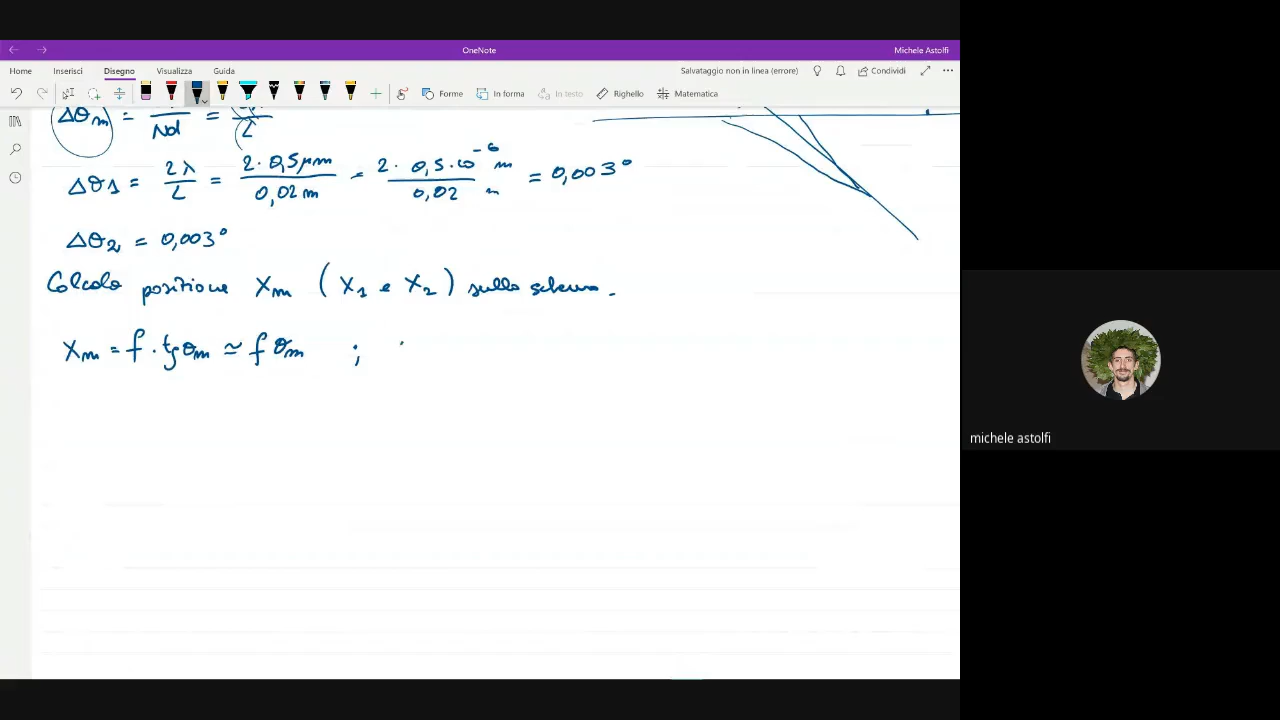 OneNote
Michele Astolfi
Home Inserisci Disegno Visualizza Guida
Salvataggio non in linea (errore) Condividi
Forme In forma In testo Righello Matematica
Δθm = /Nd = /L
Δθ1 = 2λ/L = 2 · 0,5μm / 0,02 m = 2 · 0,5 · 10⁻⁶ m / 0,02 m = 0,003°
Δθ2 = 0,003°
Calcolo posizione Xm (X1 e X2) sullo schermo.
Xm = f · tgθm ≃ f θm ;
michele astolfi